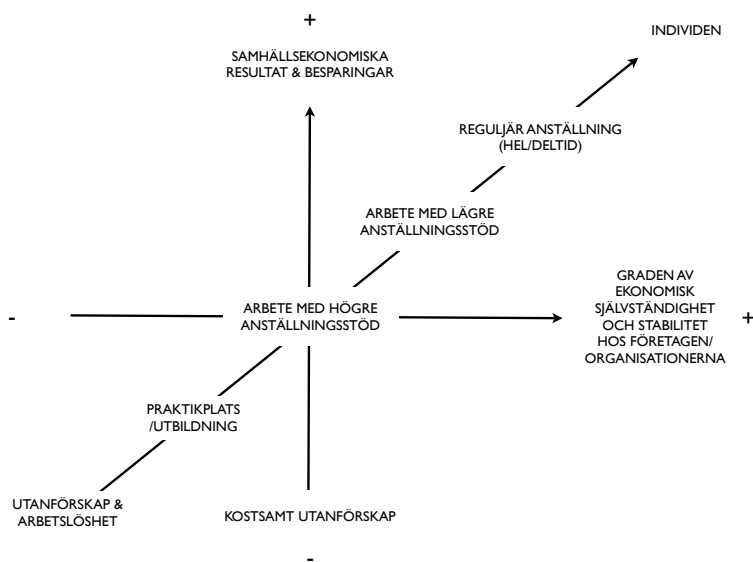 +
SAMHÄLLSEKONOMISKA
RESULTAT & BESPARINGAR
INDIVIDEN
REGULJÄR ANSTÄLLNING
(HEL/DELTID)
ARBETE MED LÄGRE
ANSTÄLLNINGSSTÖD
-
ARBETE MED HÖGRE
ANSTÄLLNINGSSTÖD
GRADEN AV
EKONOMISK
SJÄLVSTÄNDIGHET
OCH STABILITET
HOS FÖRETAGEN/
ORGANISATIONERNA
+
PRAKTIKPLATS
/UTBILDNING
UTANFÖRSKAP &
ARBETSLÖSHET
KOSTSAMT UTANFÖRSKAP
-